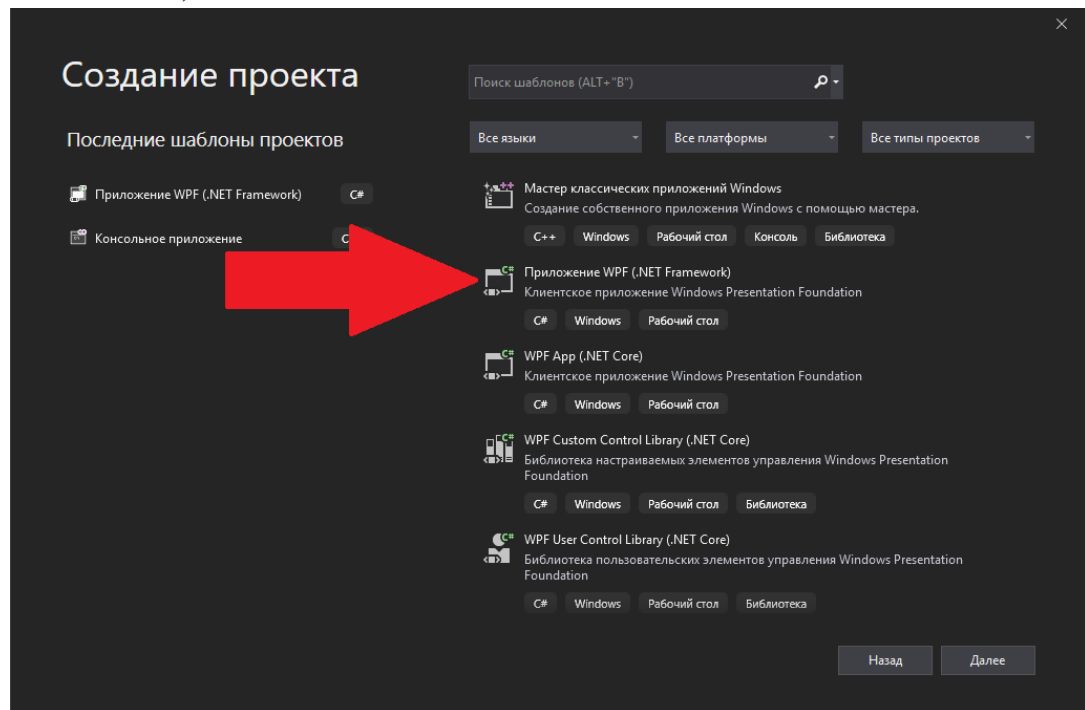 Создание проекта
Поиск шаблонов (ALT+"В")
Последние шаблоны проектов
Все языки
Все платформы
Все типы проектов
Приложение WPF (.NET Framework)
C#
Консольное приложение
Мастер классических приложений Windows
Создание собственного приложения Windows с помощью мастера.
C++ Windows Рабочий стол Консоль Библиотека
Приложение WPF (.NET Framework)
Клиентское приложение Windows Presentation Foundation
C# Windows Рабочий стол
WPF App (.NET Core)
Клиентское приложение Windows Presentation Foundation
C# Windows Рабочий стол
WPF Custom Control Library (.NET Core)
Библиотека настраиваемых элементов управления Windows Presentation
Foundation
C# Windows Рабочий стол Библиотека
WPF User Control Library (.NET Core)
Библиотека пользовательских элементов управления Windows Presentation
Foundation
C# Windows Рабочий стол Библиотека
Назад
Далее